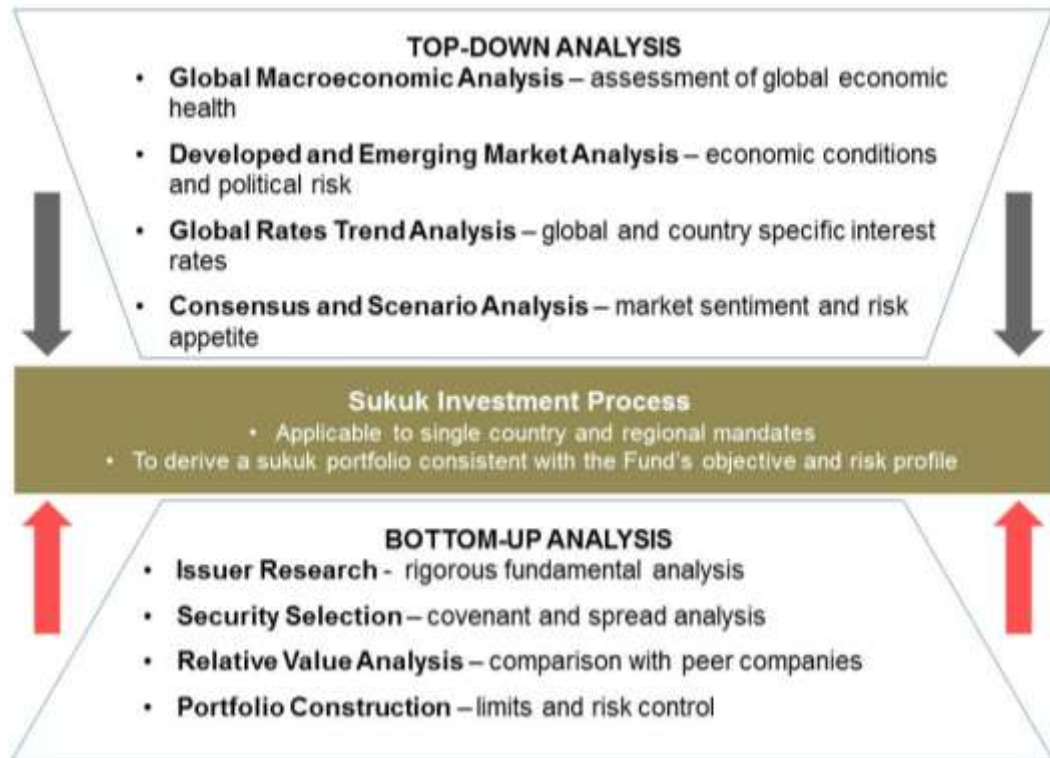 TOP-DOWN ANALYSIS
• Global Macroeconomic Analysis – assessment of global economic
health
• Developed and Emerging Market Analysis – economic conditions
and political risk
• Global Rates Trend Analysis – global and country specific interest
rates
• Consensus and Scenario Analysis – market sentiment and risk
appetite
Sukuk Investment Process
• Applicable to single country and regional mandates
• To derive a sukuk portfolio consistent with the Fund's objective and risk profile
BOTTOM-UP ANALYSIS
• Issuer Research - rigorous fundamental analysis
• Security Selection – covenant and spread analysis
• Relative Value Analysis – comparison with peer companies
• Portfolio Construction – limits and risk control